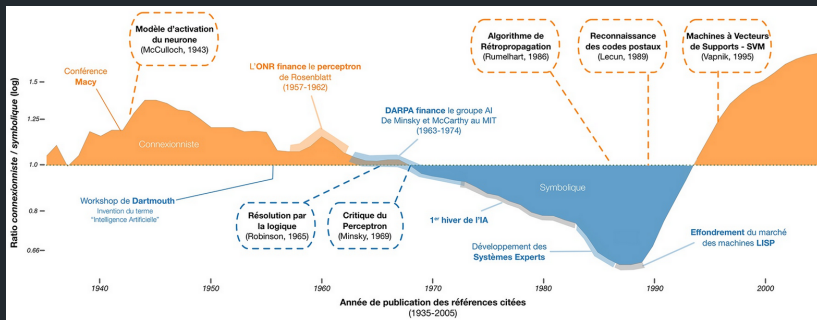 Modèle d'activation
du neurone
(McCulloch, 1943)
Conférence
Macy
L'ONR finance le perceptron
de Rosenblatt
(1957-1962)
DARPA finance le groupe AI
De Minsky et McCarthy au MIT
(1963-1974)
Algorithme de
Rétropropagation
(Rumelhart, 1986)
Reconnaissance
des codes postaux
(Lecun, 1989)
Machines à Vecteurs
de Supports - SVM
(Vapnik, 1995)
Ratio connexionniste / symbolique (log)
1.5
1.25
1.0
0.8
0.66
Connexionniste
Symbolique
Workshop de Dartmouth
Invention du terme
"Intelligence Artificielle"
Résolution par
la logique
(Robinson, 1965)
Critique du
Perceptron
(Minsky, 1969)
1er hiver de l'IA
Développement des
Systèmes Experts
Effondrement du marché
des machines LISP
1940 1950 1960 1970 1980 1990 2000
Année de publication des références citées
(1935-2005)